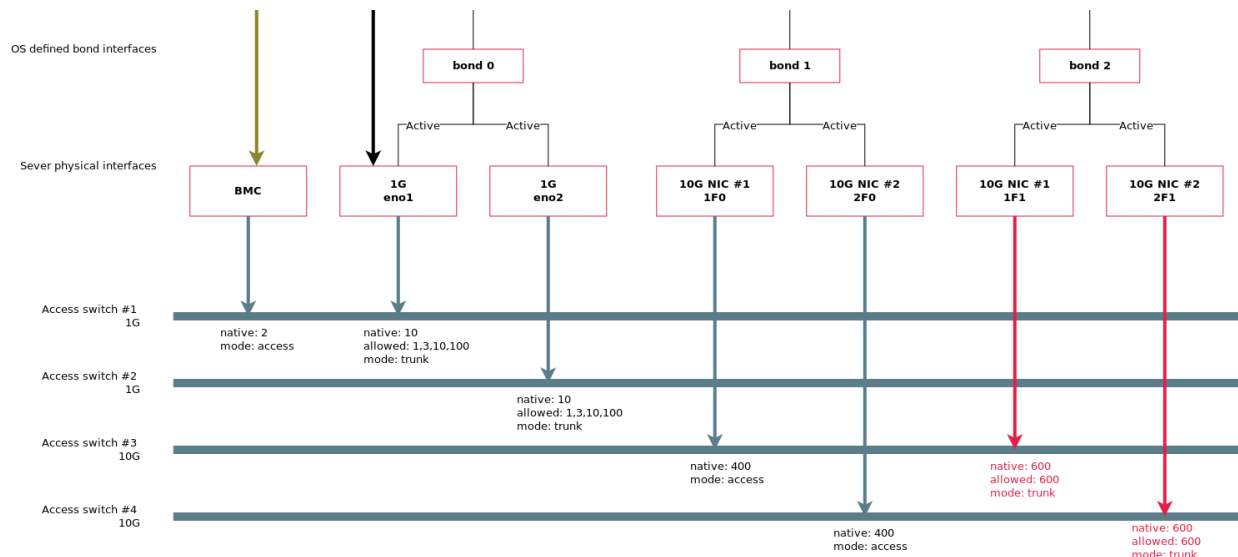 OS defined bond interfaces
bond 0
bond 1
bond 2
Active
Active
Active
Active
Active
Active
Sever physical interfaces
BMC
1G
eno1
1G
eno2
10G NIC #1
1F0
10G NIC #2
2F0
10G NIC #1
1F1
10G NIC #2
2F1
Access switch #1
1G
native: 2
mode: access
native: 10
allowed: 1,3,10,100
mode: trunk
Access switch #2
1G
native: 10
allowed: 1,3,10,100
mode: trunk
Access switch #3
10G
native: 400
mode: access
native: 600
allowed: 600
mode: trunk
Access switch #4
10G
native: 400
mode: access
native: 600
allowed: 600
mode: trunk